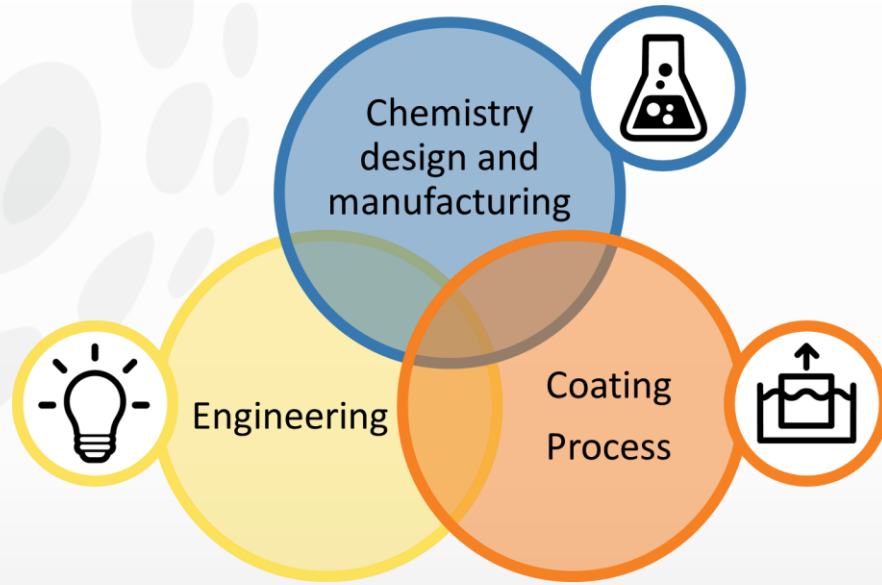 Chemistry
design and
manufacturing
Engineering
Coating
Process